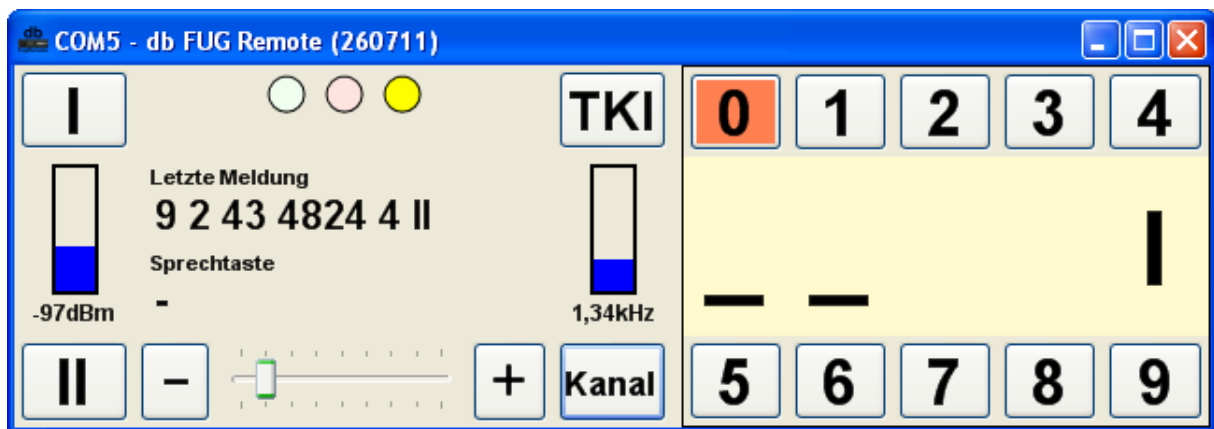 db
COM5 - db FUG Remote (260711)
I
TKI
0 1 2 3 4
Letzte Meldung
9 2 43 4824 4 II
Sprechtaste
-
-97dBm
1,34kHz
_ _ I
II - + Kanal
5 6 7 8 9